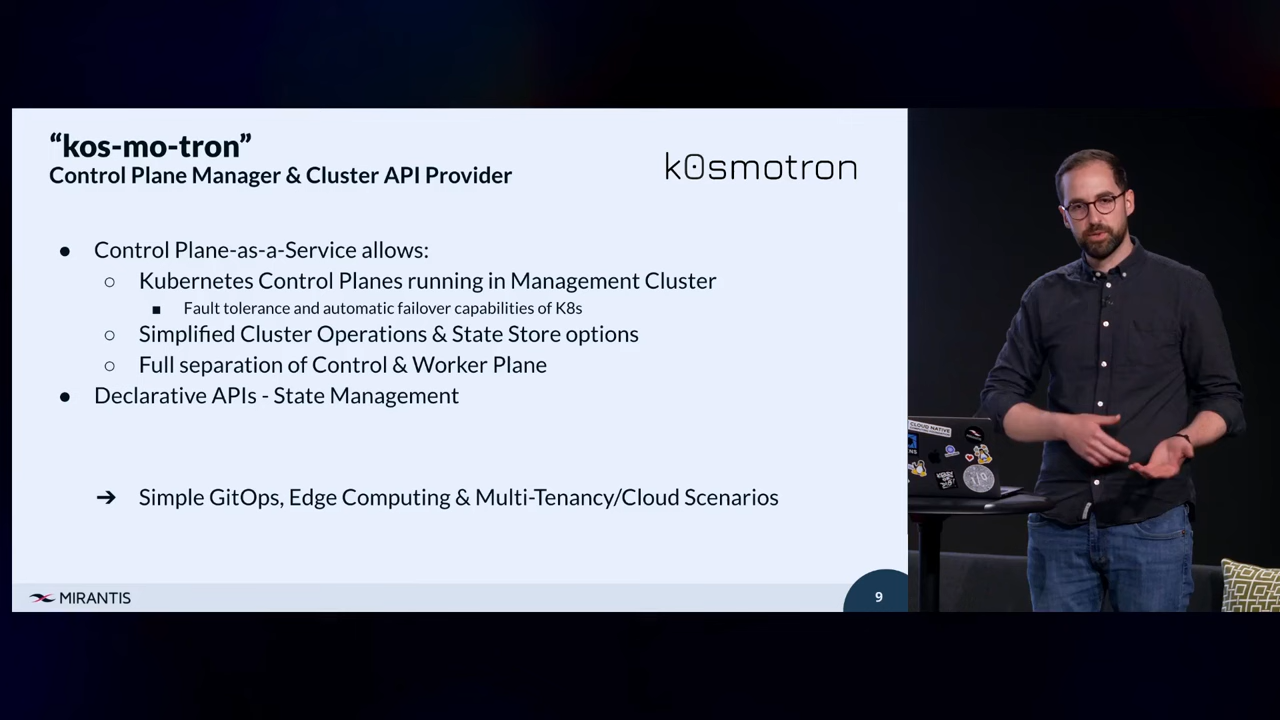 “kos-mo-tron”
Control Plane Manager & Cluster API Provider
k0smotron
● Control Plane-as-a-Service allows:
○ Kubernetes Control Planes running in Management Cluster
■ Fault tolerance and automatic failover capabilities of K8s
○ Simplified Cluster Operations & State Store options
○ Full separation of Control & Worker Plane
● Declarative APIs - State Management
➔ Simple GitOps, Edge Computing & Multi-Tenancy/Cloud Scenarios
MIRANTIS
9
CLOUD NATIVE